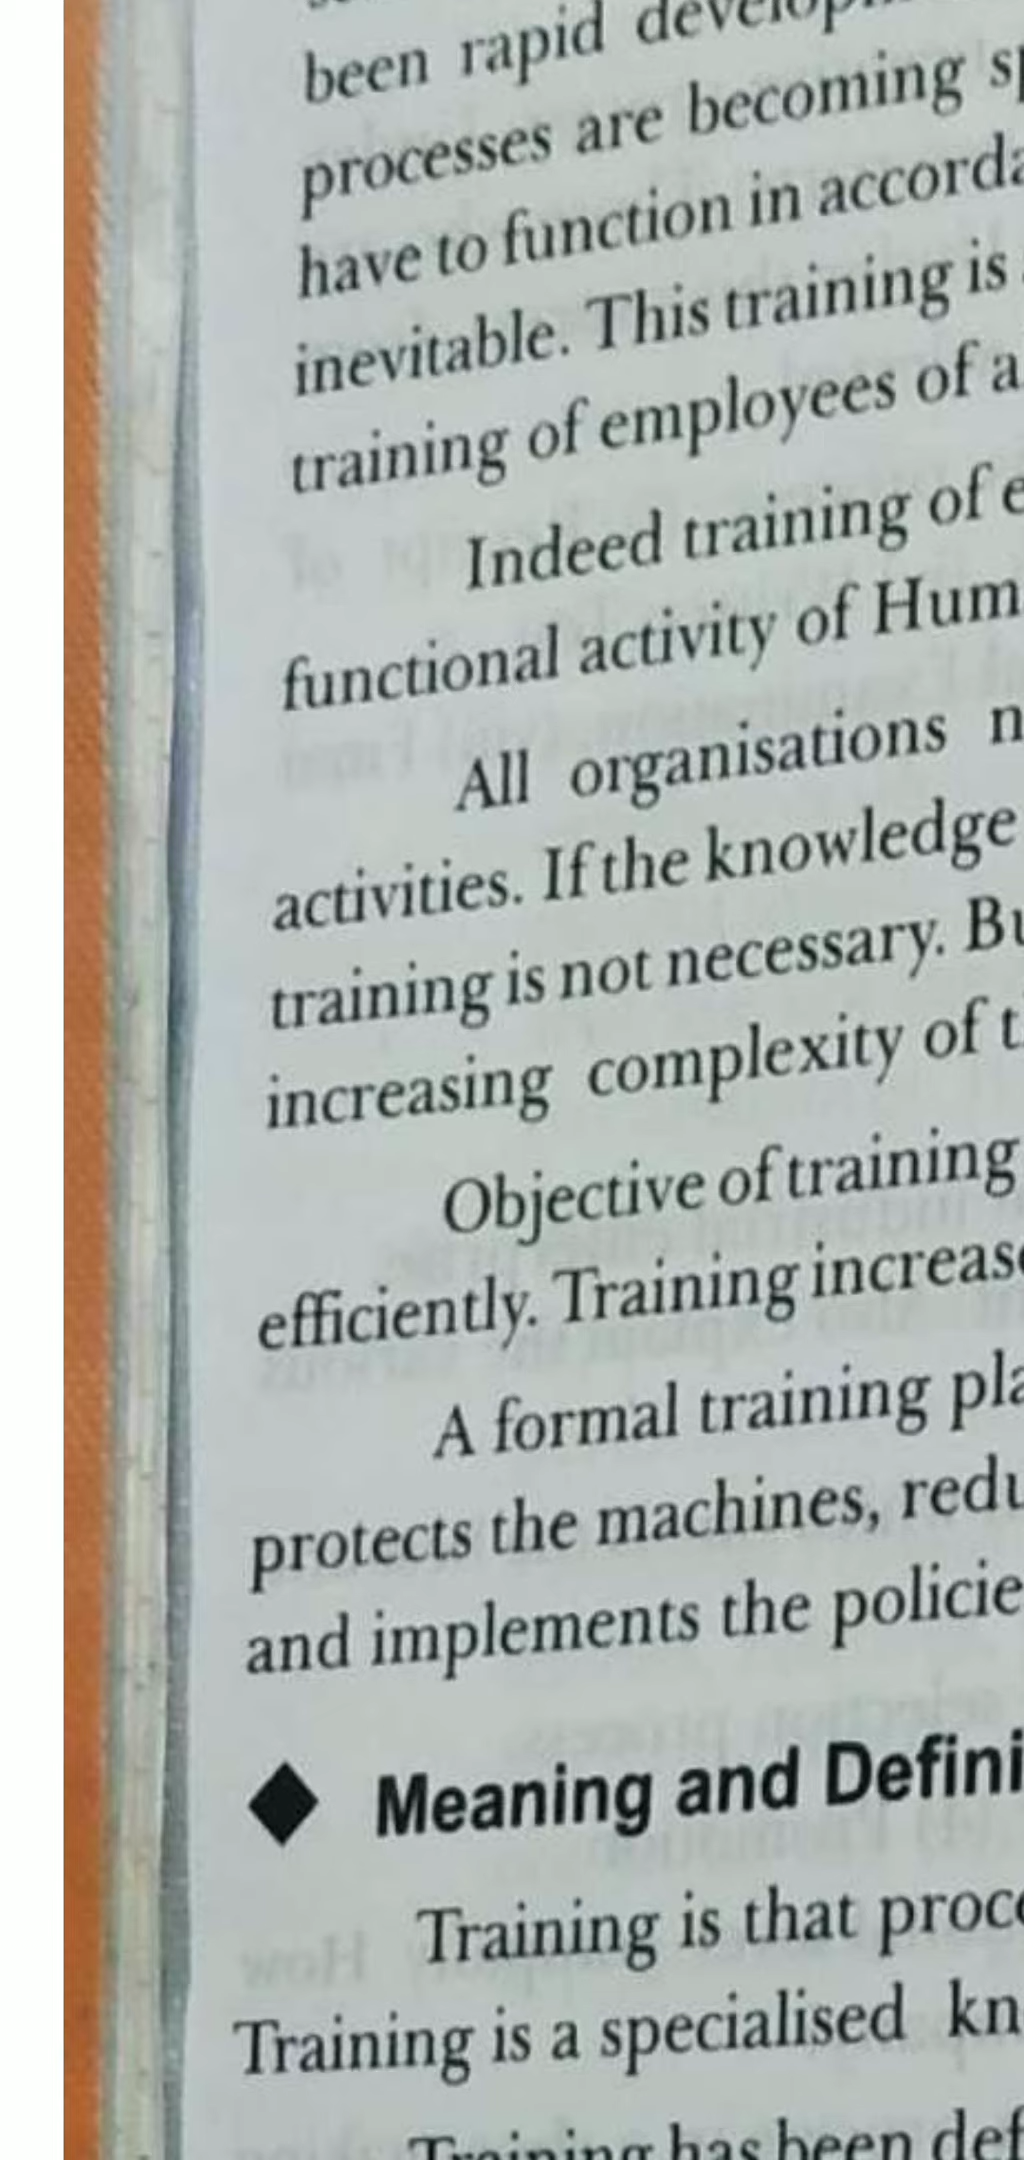 been rapid
processes are becoming
have to function in
inevitable. This training is
training of employees of a
Indeed training of
functional activity of
All organisations
activities. If the knowledge
training is not necessary.
increasing complexity of
Objective of training
efficiently. Training
A formal training
protects the machines,
and implements the
◆ Meaning and
Training is that
Training is a specialised
Training has been